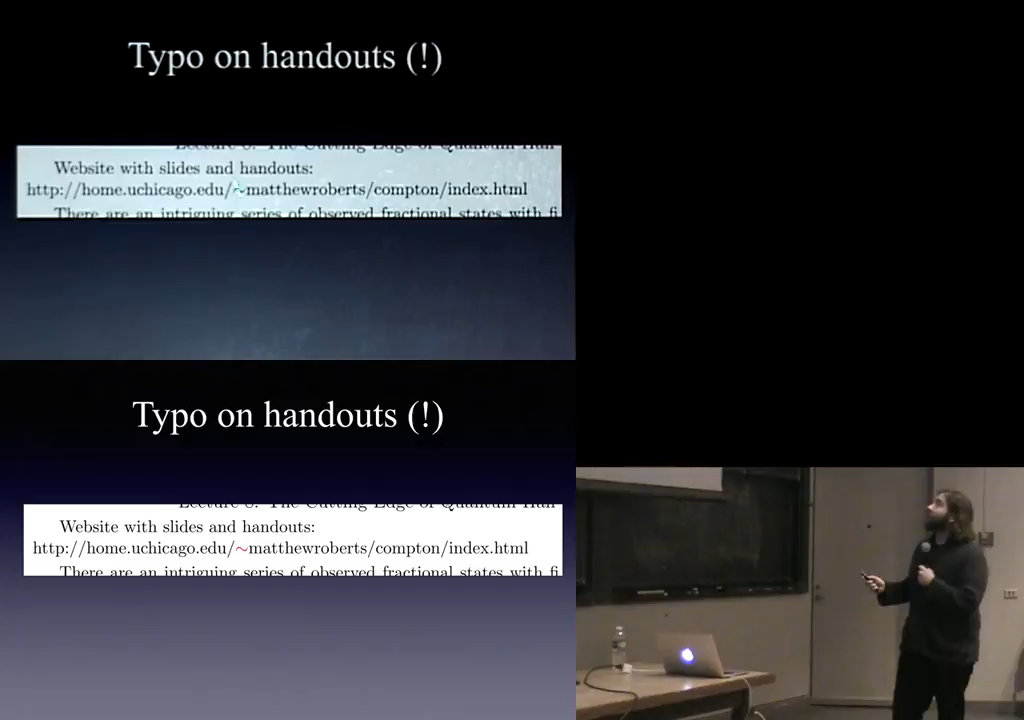 Typo on handouts (!)
Lecture 8: The Cutting Edge of Quantum Hall
Website with slides and handouts:
http://home.uchicago.edu/~matthewroberts/compton/index.html
There are an intriguing series of observed fractional states with fi
Typo on handouts (!)
Lecture 8: The Cutting Edge of Quantum Hall
Website with slides and handouts:
http://home.uchicago.edu/~matthewroberts/compton/index.html
There are an intriguing series of observed fractional states with fi